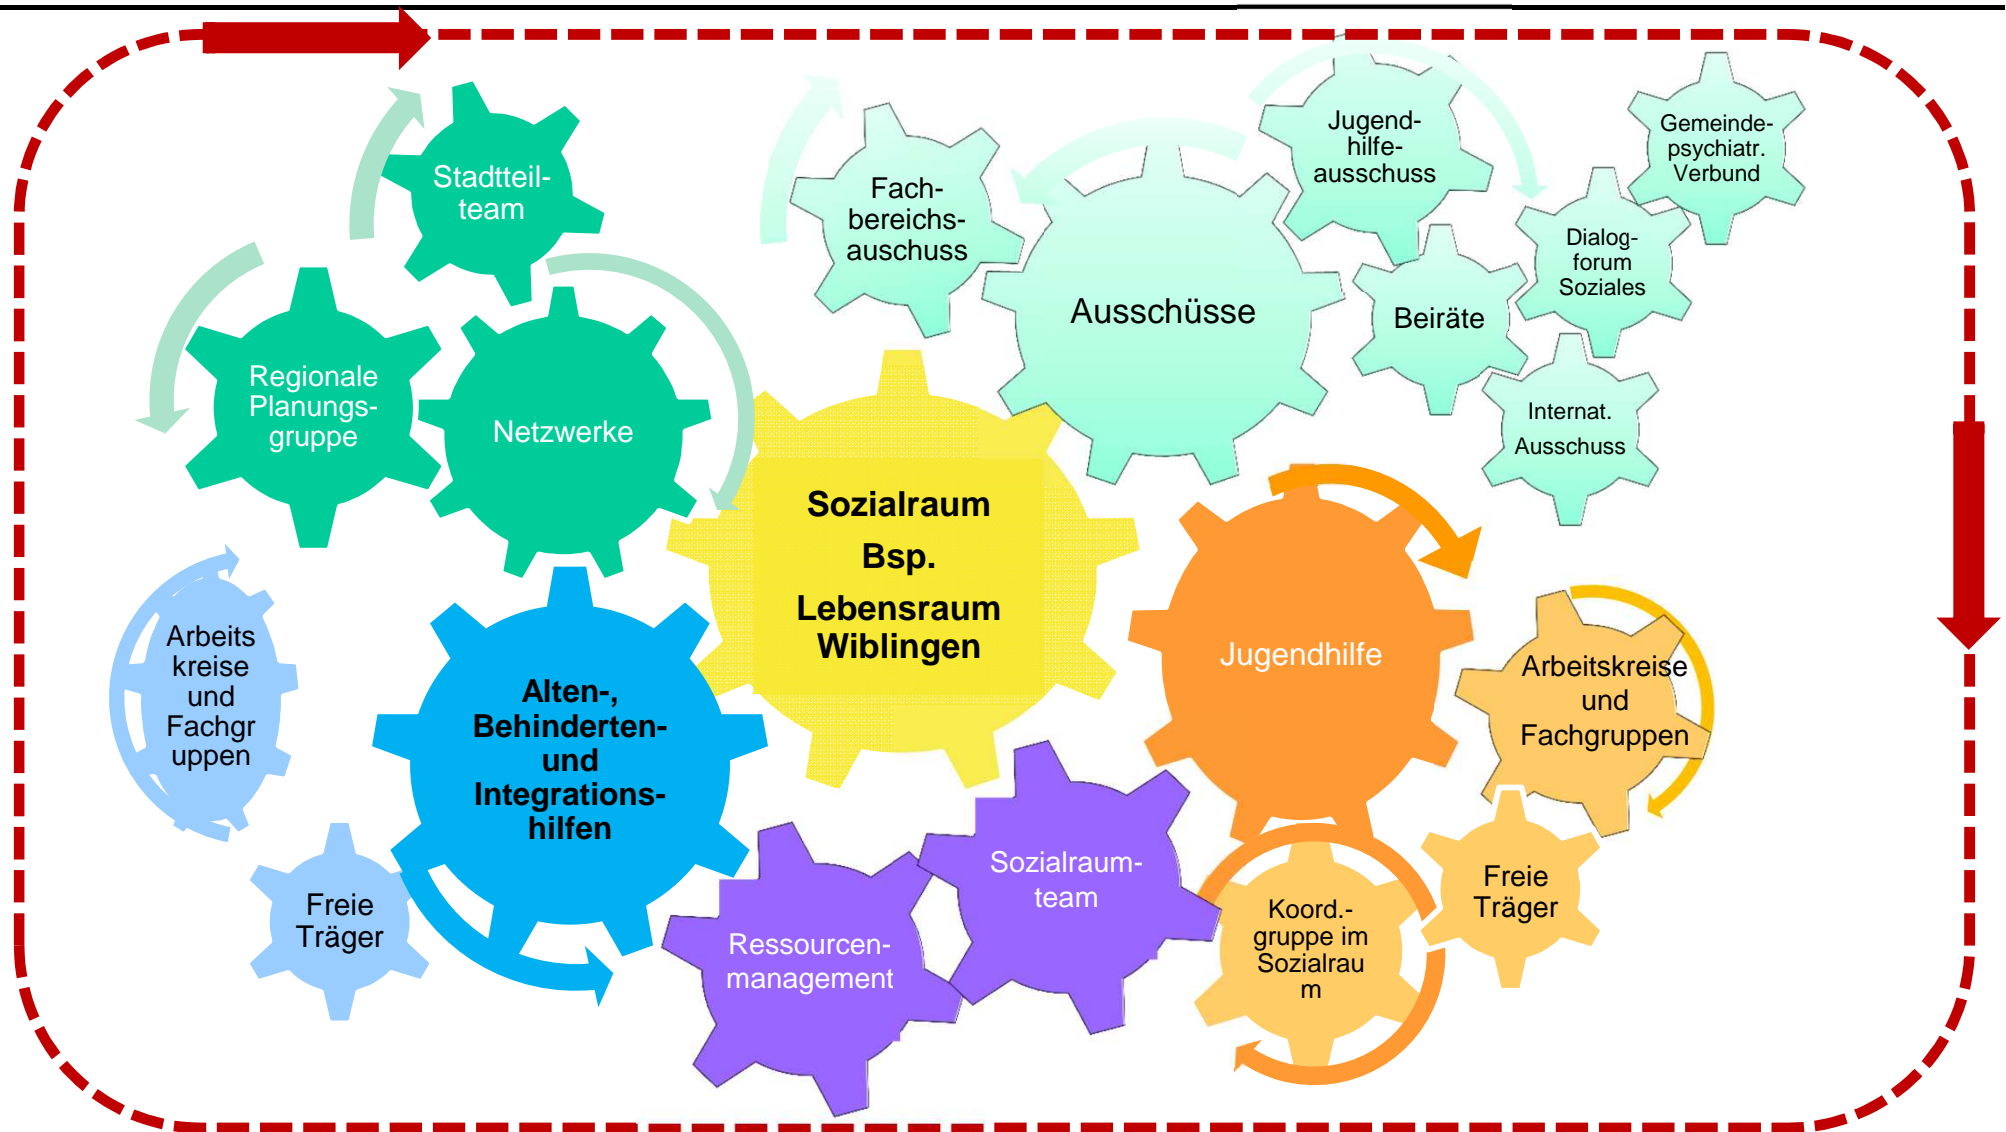 Stadtteil-
team
Regionale
Planungs-
gruppe
Netzwerke
Fach-
bereichs-
auschuss
Ausschüsse
Jugend-
hilfe-
ausschuss
Gemeinde-
psychiatr.
Verbund
Dialog-
forum
Soziales
Beiräte
Internat.
Ausschuss
Sozialraum
Bsp.
Lebensraum
Wiblingen
Arbeits
kreise
und
Fachgr
uppen
Alten-,
Behinderten-
und
Integrations-
hilfen
Freie
Träger
Jugendhilfe
Arbeitskreise
und
Fachgruppen
Freie
Träger
Koord.-
gruppe im
Sozialrau
m
Sozialraum-
team
Ressourcen-
management